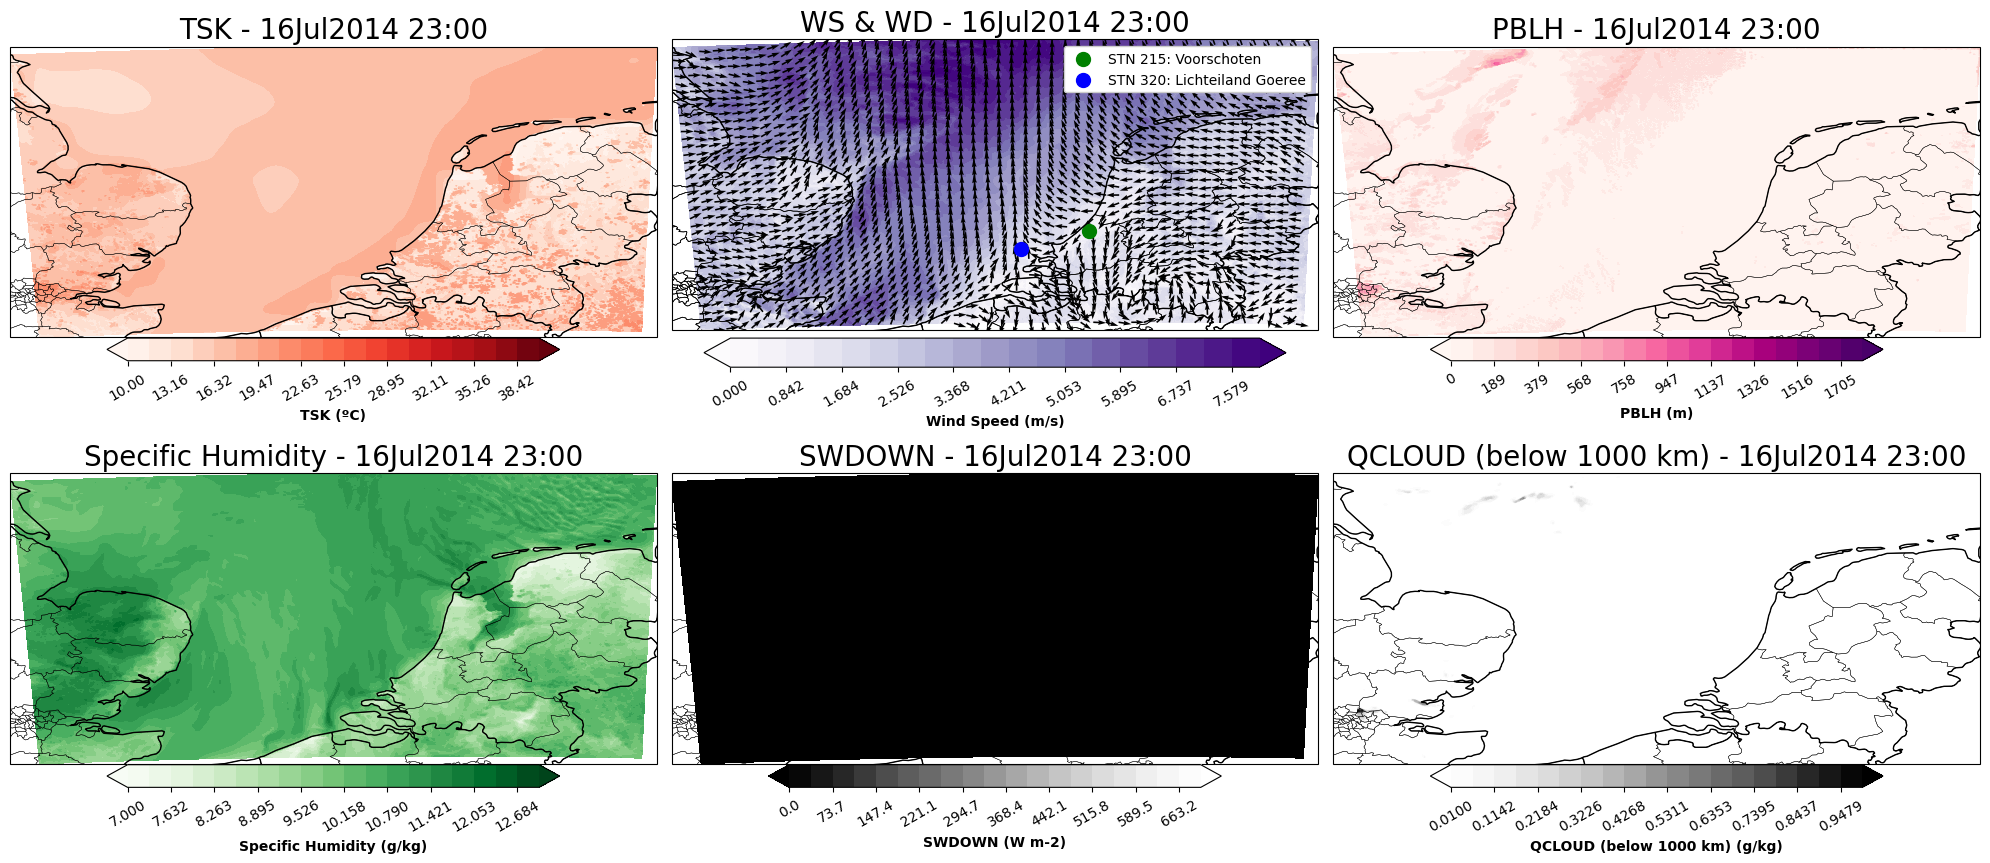 TSK - 16Jul2014 23:00
WS & WD - 16Jul2014 23:00
PBLH - 16Jul2014 23:00
STN 215: Voorschoten
STN 320: Lichteiland Goeree
10.00 13.16 16.32 19.47 22.63 25.79 28.95 32.11 35.26 38.42
TSK (ºC)
0.000 0.842 1.684 2.526 3.368 4.211 5.053 5.895 6.737 7.579
Wind Speed (m/s)
0 189 379 568 758 947 1137 1326 1516 1705
PBLH (m)
Specific Humidity - 16Jul2014 23:00
SWDOWN - 16Jul2014 23:00
QCLOUD (below 1000 km) - 16Jul2014 23:00
7.000 7.632 8.263 8.895 9.526 10.158 10.790 11.421 12.053 12.684
Specific Humidity (g/kg)
0.0 73.7 147.4 221.1 294.7 368.4 442.1 515.8 589.5 663.2
SWDOWN (W m-2)
0.0100 0.1142 0.2184 0.3226 0.4268 0.5311 0.6353 0.7395 0.8437 0.9479
QCLOUD (below 1000 km) (g/kg)